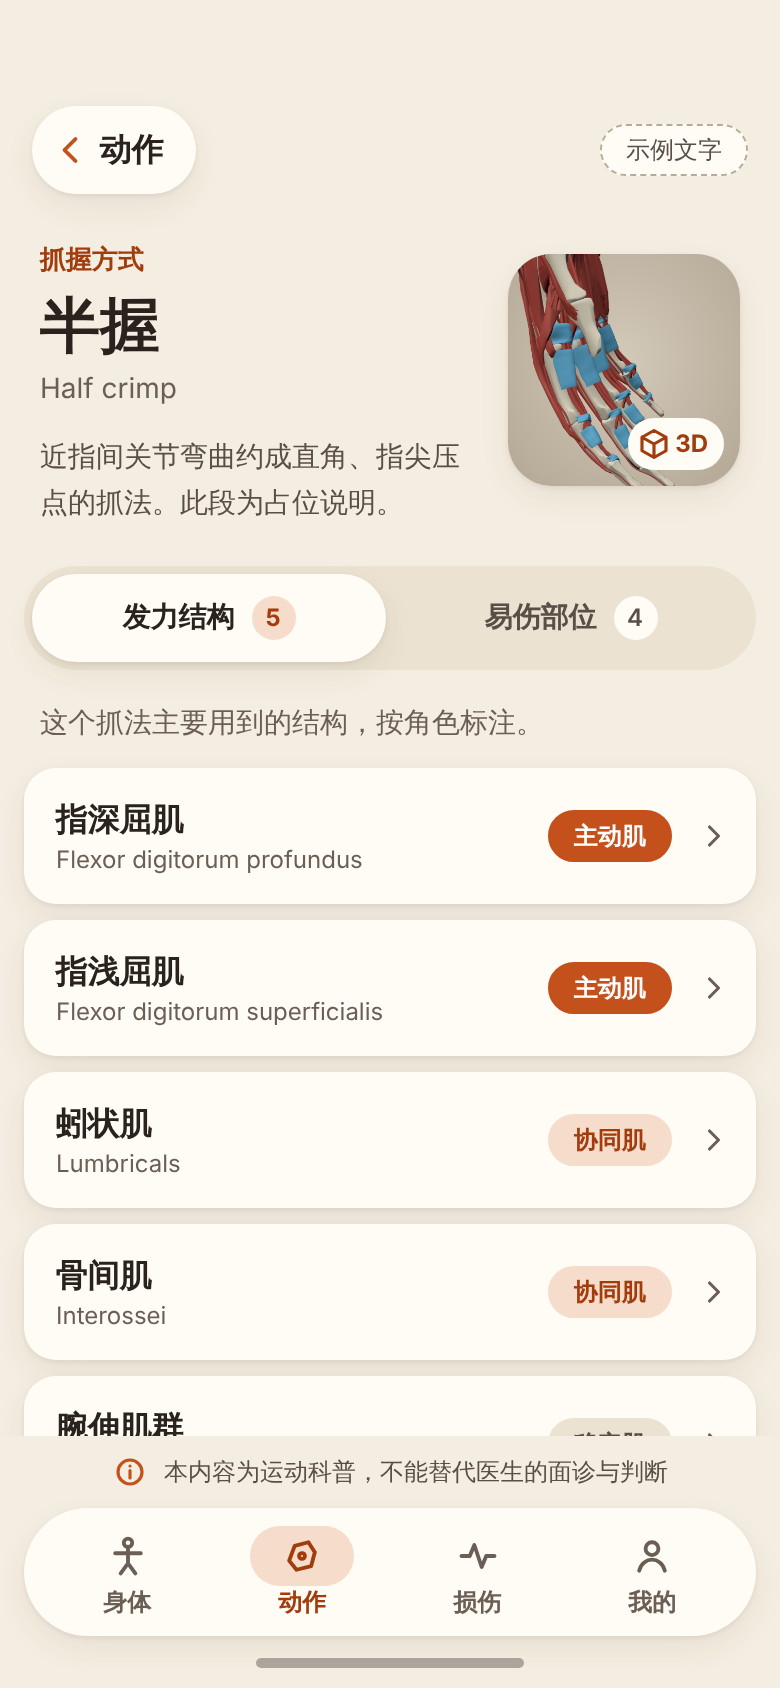 动作
示例文字
抓握方式
半握
Half crimp
近指间关节弯曲约成直角、指尖压
点的抓法。此段为占位说明。
3D
发力结构 5
易伤部位 4
这个抓法主要用到的结构，按角色标注。
指深屈肌
Flexor digitorum profundus
主动肌
指浅屈肌
Flexor digitorum superficialis
主动肌
蚓状肌
Lumbricals
协同肌
骨间肌
Interossei
协同肌
腕伸肌群
本内容为运动科普，不能替代医生的面诊与判断
身体
动作
损伤
我的